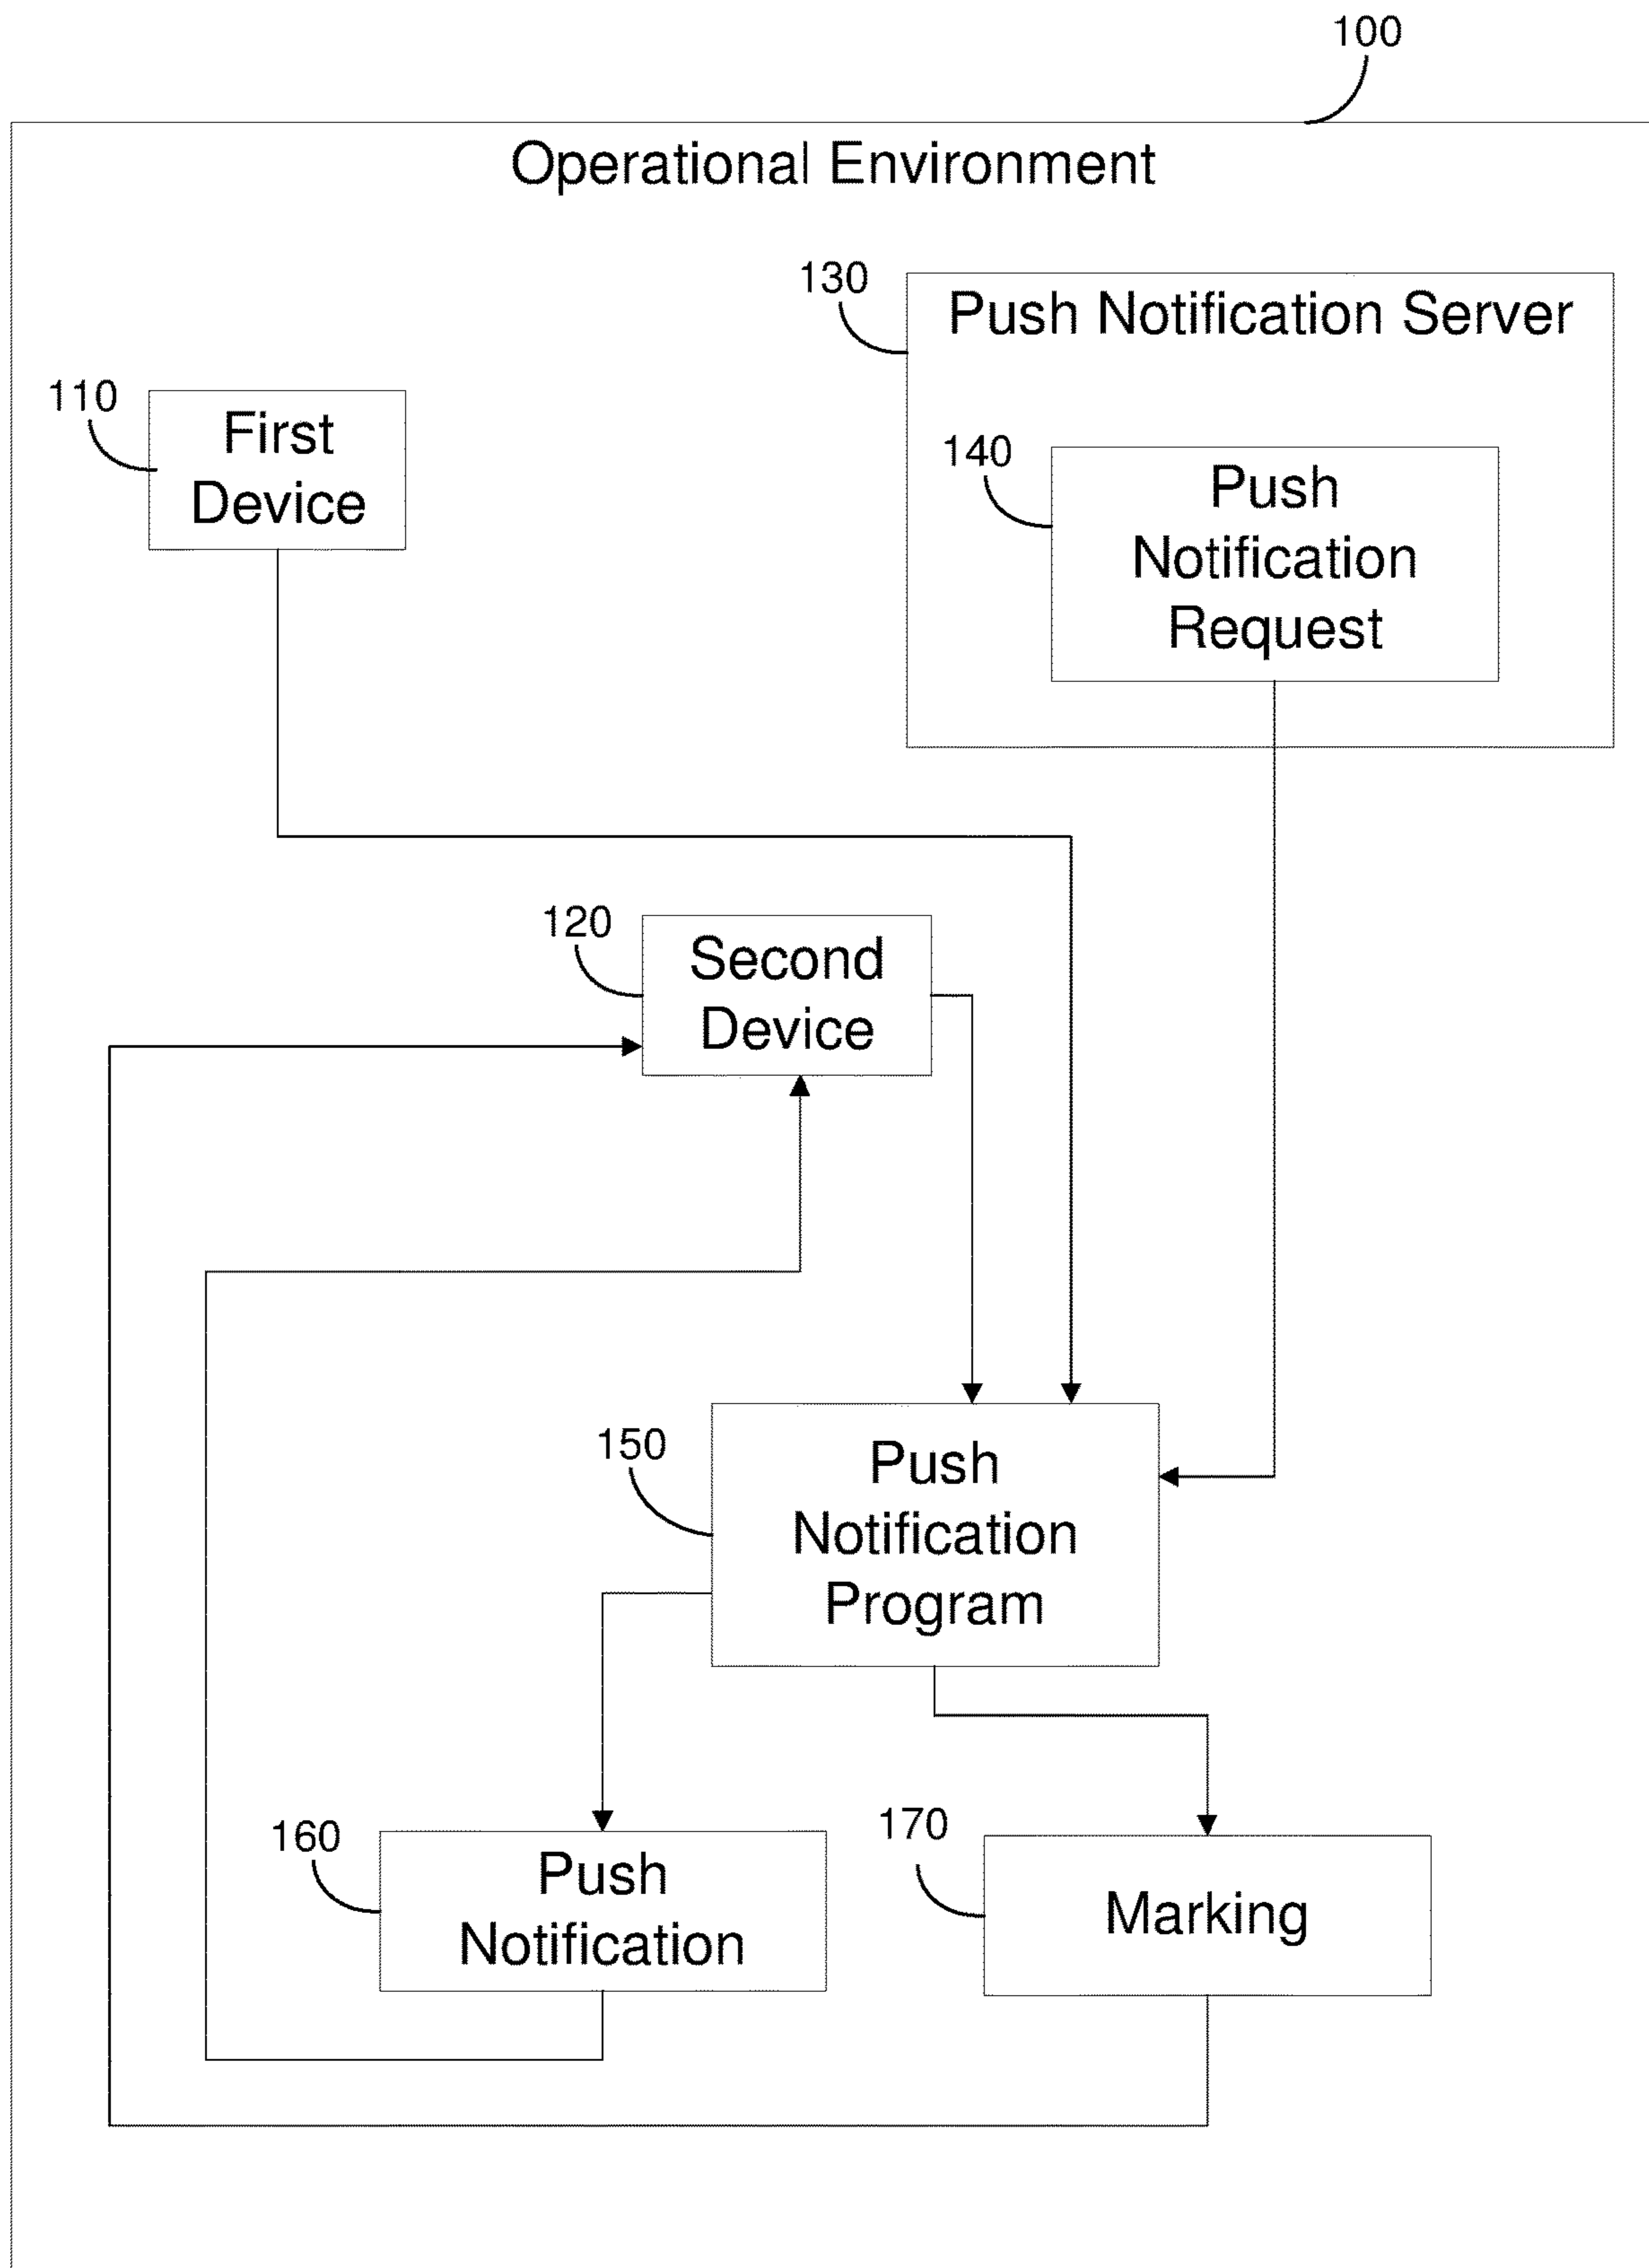 100
Operational Environment
130
Push Notification Server
110
First
Device
140
Push
Notification
Request
120
Second
Device
150
Push
Notification
Program
160
Push
Notification
170
Marking